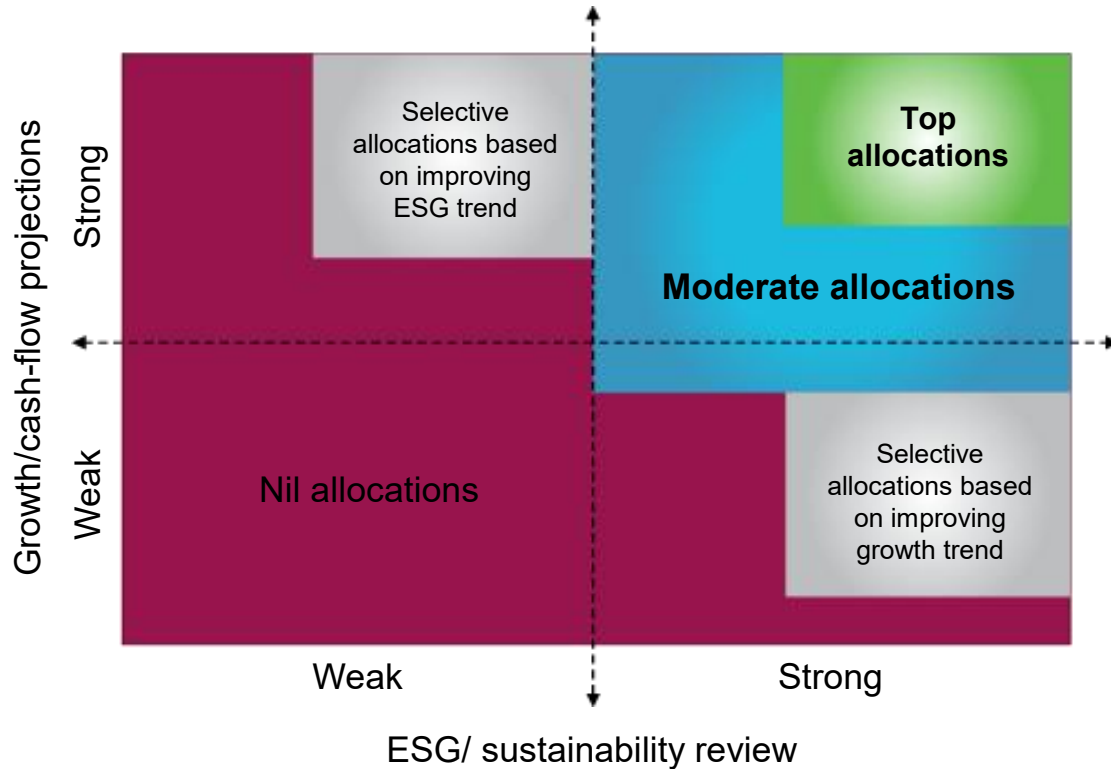 Growth/cash-flow projections
Strong
Weak
Selective
allocations based
on improving
ESG trend
Top
allocations
Moderate allocations
Nil allocations
Selective
allocations based
on improving
growth trend
Weak
Strong
ESG/ sustainability review